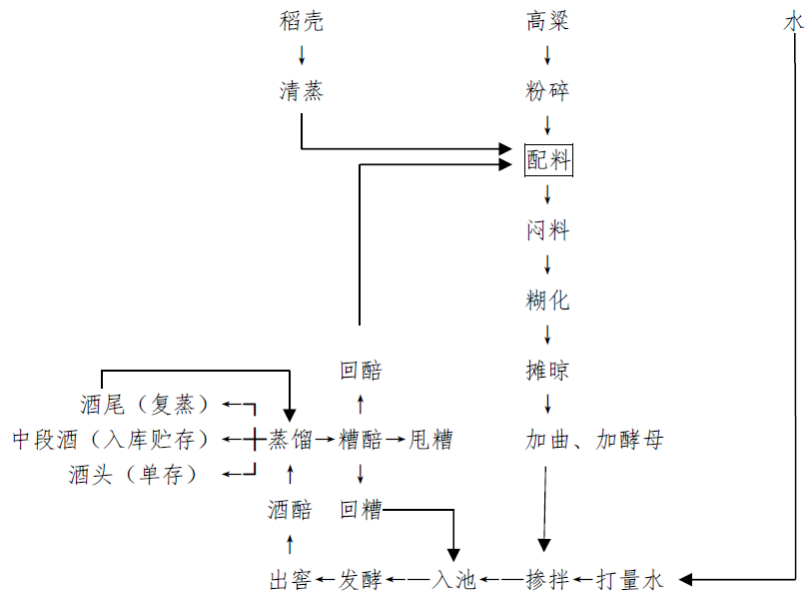 稻壳 高粱 水
清蒸 粉碎
配料
闷料
糊化
回醅 摊晾
酒尾（复蒸）
中段酒（入库贮存） 蒸馏 糟醅 甩糟 加曲、加酵母
酒头（单存）
酒醅 回糟
出窖 发酵 入池 掺拌 打量水